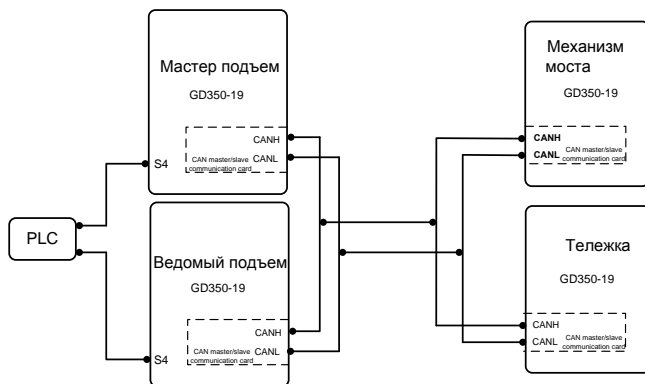 Мастер подъем
GD350-19
CANH
CAN master/slave
communication card
CANL
S4
PLC
Ведомый подъем
GD350-19
CANH
CAN master/slave
communication card
CANL
S4
Механизм
моста
GD350-19
CANH
CANL
CAN master/slave
communication card
Тележка
GD350-19
CANH
CANL
CAN master/slave
communication card